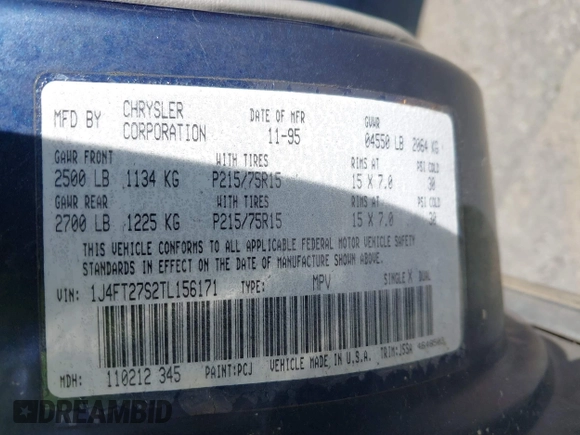 MFD BY CHRYSLER CORPORATION DATE OF MFR 11-95 GVWR 04550 LB 2064 KG
GAWR FRONT WITH TIRES RIMS AT PSI COLD
2500 LB 1134 KG P215/75R15 15 X 7.0 30
GAWR REAR WITH TIRES RIMS AT PSI COLD
2700 LB 1225 KG P215/75R15 15 X 7.0 30
THIS VEHICLE CONFORMS TO ALL APPLICABLE FEDERAL MOTOR VEHICLE SAFETY
STANDARDS IN EFFECT ON THE DATE OF MANUFACTURE SHOWN ABOVE.
VIN: 1J4FT27S2TL156171 TYPE: MPV SINGLE X DUAL
MDH: 110212 345 PAINT: PCJ VEHICLE MADE IN U.S.A. TRIM: J5SA
DREAMBID